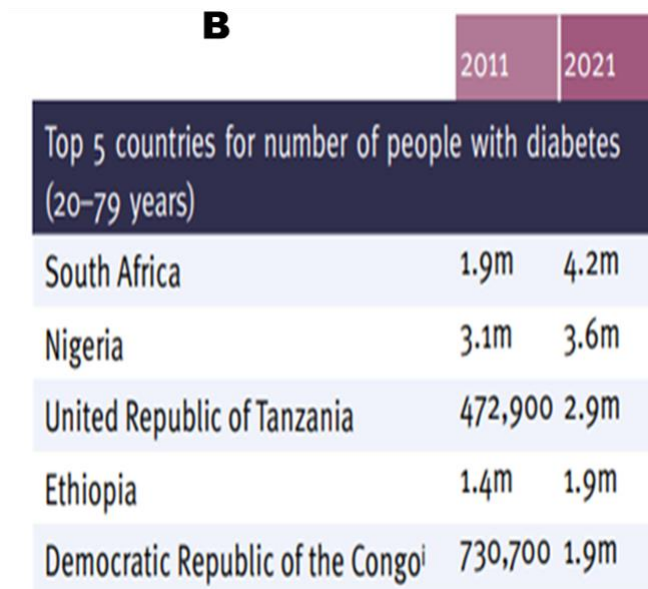 B
2011 2021
Top 5 countries for number of people with diabetes
(20–79 years)
South Africa 1.9m 4.2m
Nigeria 3.1m 3.6m
United Republic of Tanzania 472,900 2.9m
Ethiopia 1.4m 1.9m
Democratic Republic of the Congoⁱ 730,700 1.9m